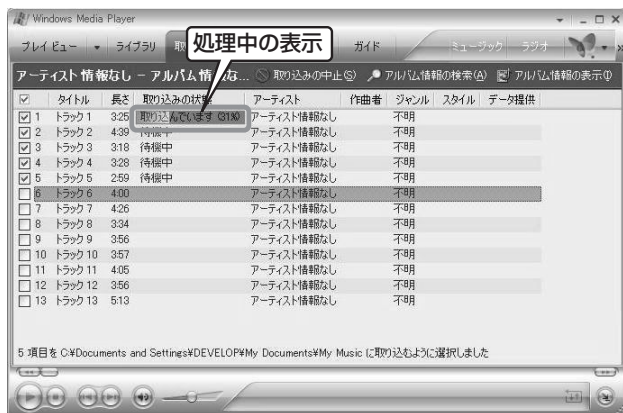 Windows Media Player
プレイ ビュー ライブラリ 取 処理中の表示 ガイド ミュージック ラジオ
アーティスト情報なし - アルバム情報な... 取り込みの中止(S) アルバム情報の検索(A) アルバム情報の表示(I)
タイトル 長さ 取り込みの状態 アーティスト 作曲者 ジャンル スタイル データ提供
1 トラック 1 3:25 取り込んでいます (31%) アーティスト情報なし 不明
2 トラック 2 4:39 待機中 アーティスト情報なし 不明
3 トラック 3 3:18 待機中 アーティスト情報なし 不明
4 トラック 4 3:28 待機中 アーティスト情報なし 不明
5 トラック 5 2:59 待機中 アーティスト情報なし 不明
6 トラック 6 4:00 アーティスト情報なし 不明
7 トラック 7 4:26 アーティスト情報なし 不明
8 トラック 8 3:34 アーティスト情報なし 不明
9 トラック 9 3:56 アーティスト情報なし 不明
10 トラック 10 3:57 アーティスト情報なし 不明
11 トラック 11 4:05 アーティスト情報なし 不明
12 トラック 12 3:56 アーティスト情報なし 不明
13 トラック 13 5:13 アーティスト情報なし 不明
5 項目を C:¥Documents and Settings¥DEVELOP¥My Documents¥My Music に取り込むように選択しました